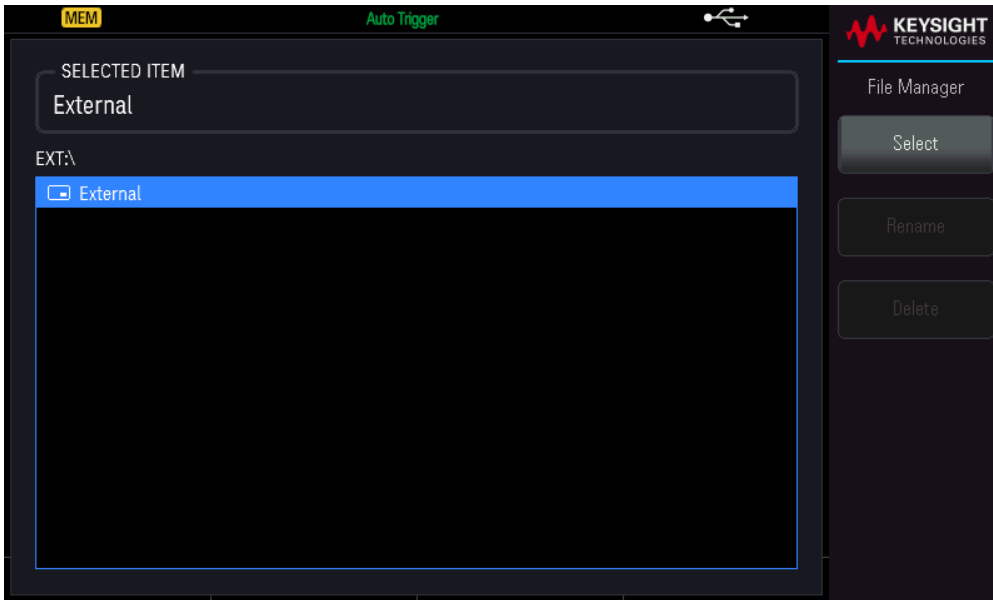 MEM
Auto Trigger
KEYSIGHT
TECHNOLOGIES
File Manager
SELECTED ITEM
External
EXT:\
External
Select
Rename
Delete